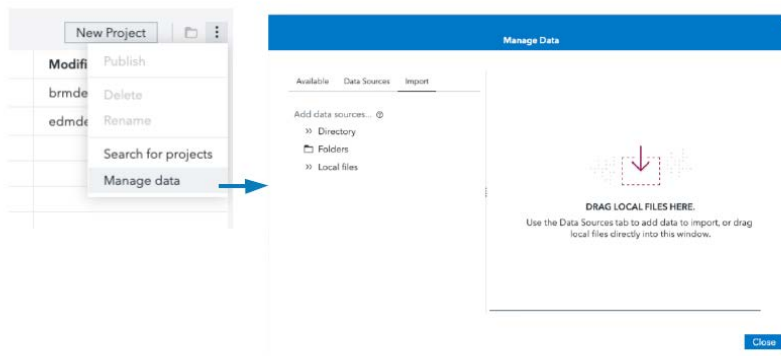 New Project
Modifi
Publish
brmde
Delete
edmde
Rename
Search for projects
Manage data
Manage Data
Available Data Sources Import
Add data sources...
Directory
Folders
Local files
DRAG LOCAL FILES HERE.
Use the Data Sources tab to add data to import, or drag
local files directly into this window.
Close